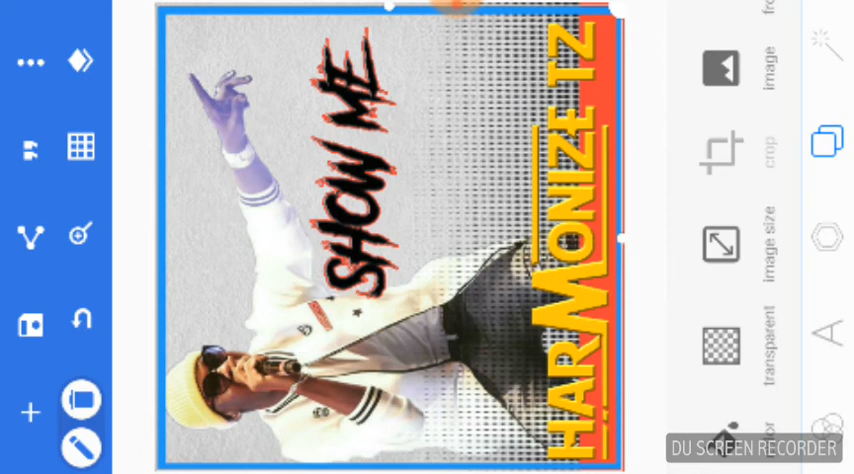 SHOW ME
HARMONIZE TZ
image
crop
image size
transparent
DU SCREEN RECORDER